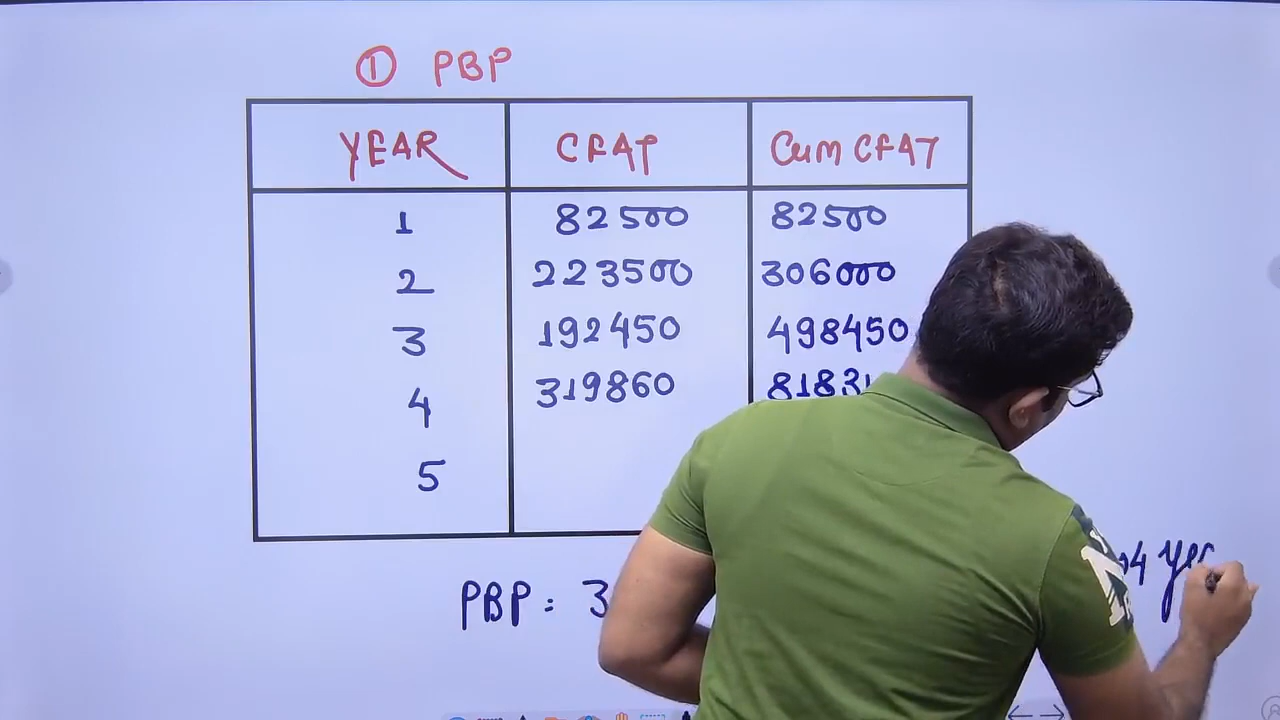 ① PBP
YEAR CFAT Cum CFAT
1 82500 82500
2 223500 306000
3 192450 498450
4 319860
5
PBP = 3